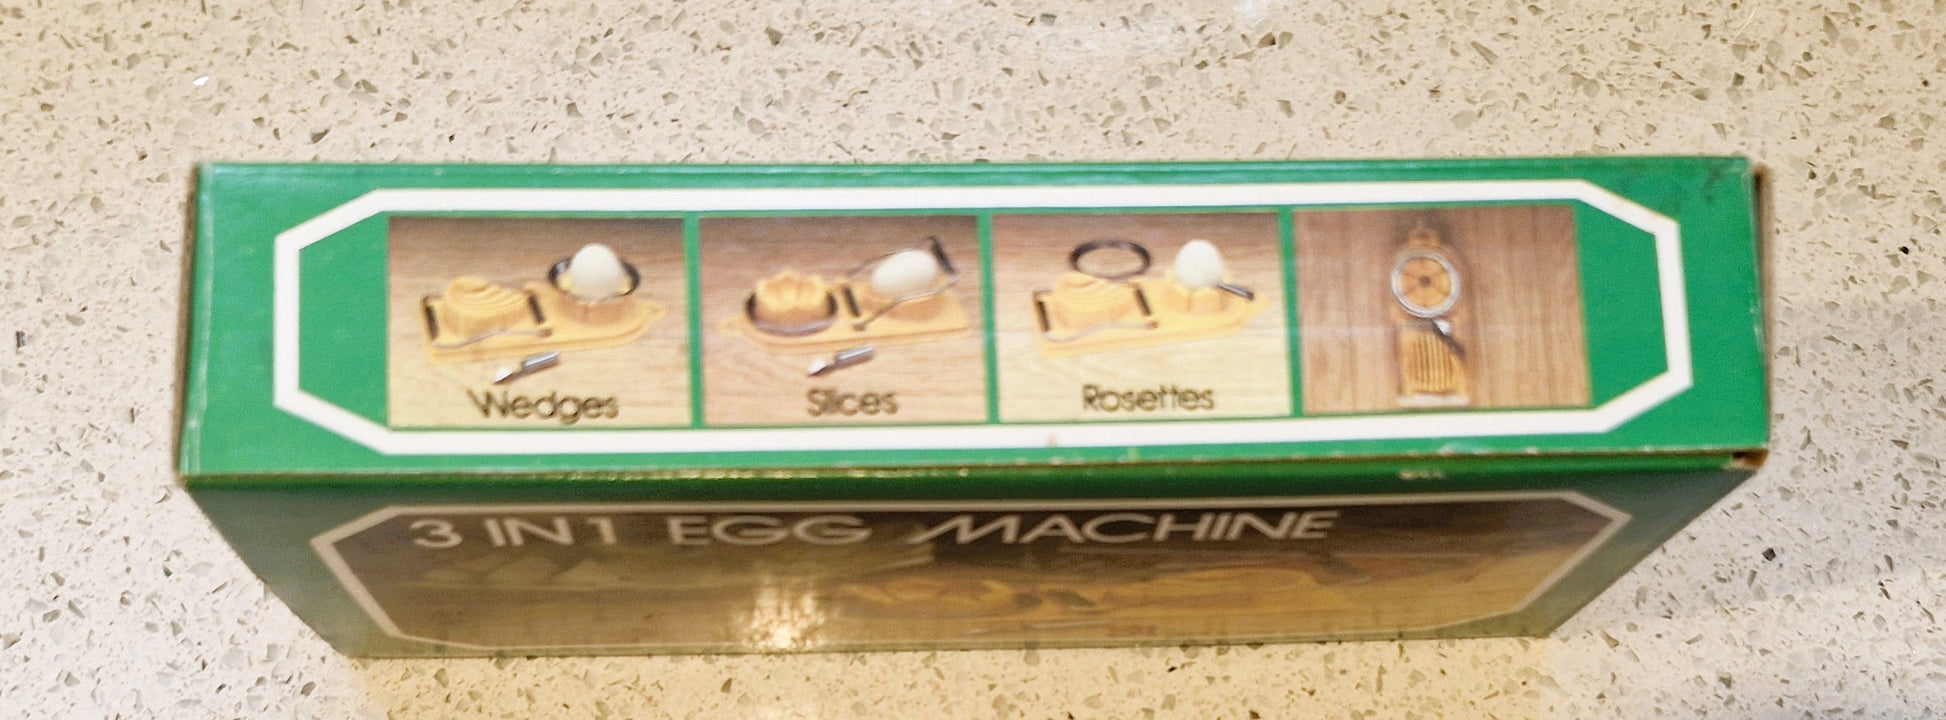 Wedges
Slices
Rosettes
3 IN 1 EGG MACHINE